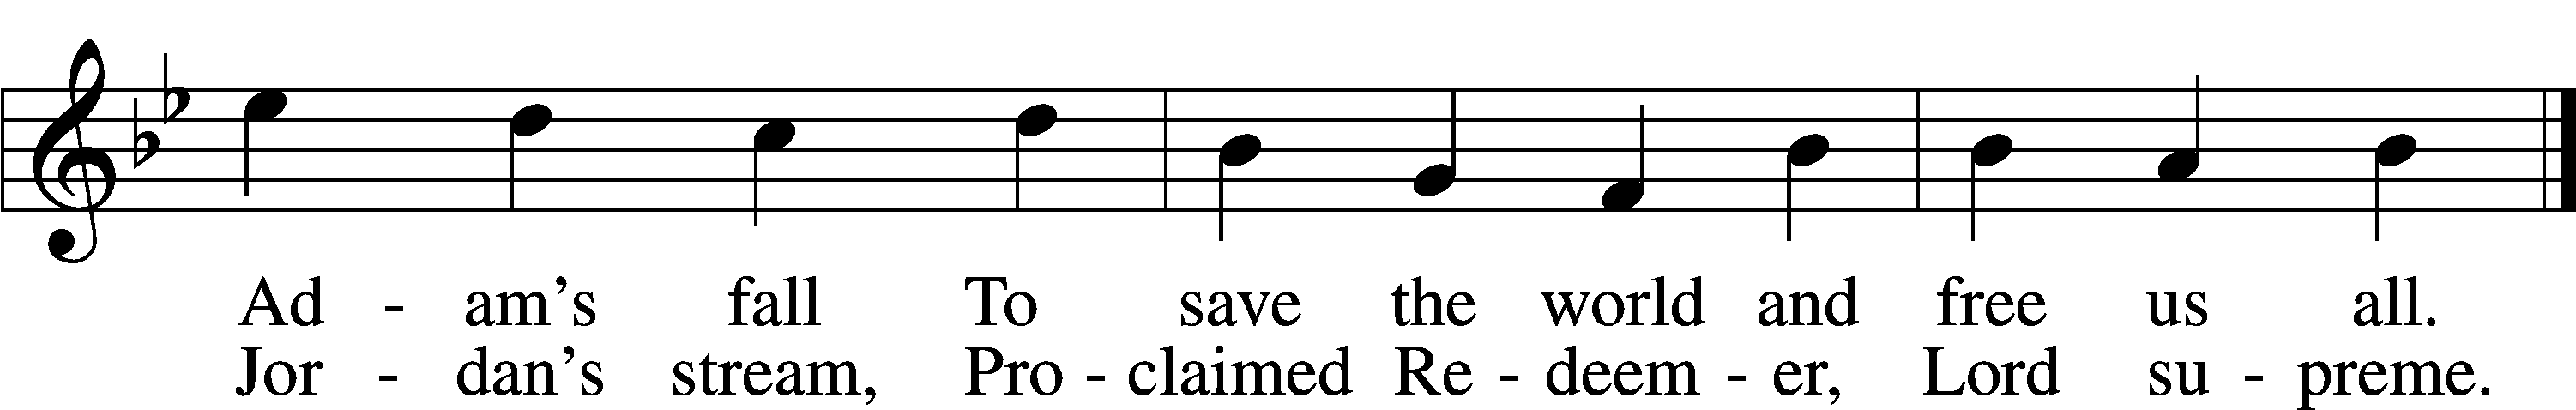 Ad - am's fall To save the world and free us all.
Jor - dan's stream, Pro - claimed Re - deem - er, Lord su - preme.